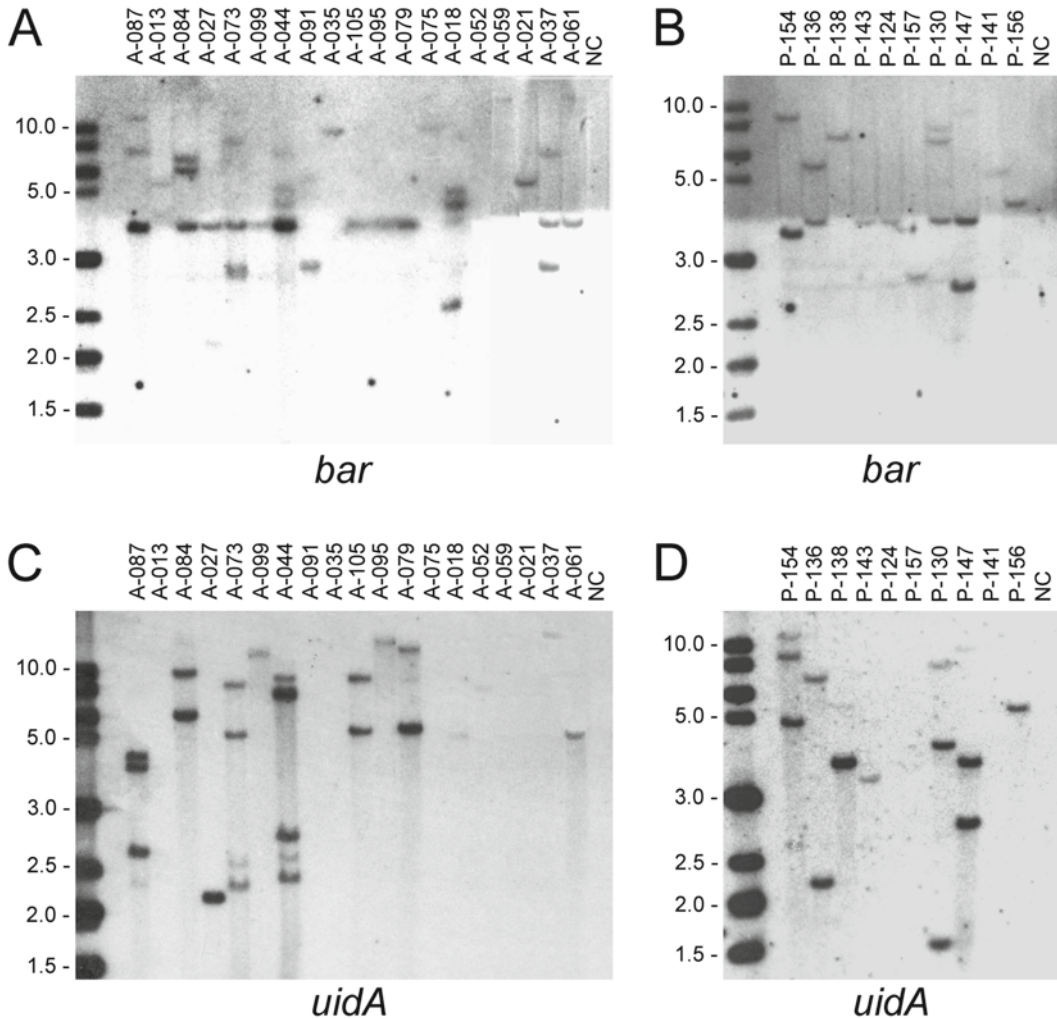 A
A-087
A-013
A-084
A-027
A-073
A-099
A-044
A-091
A-035
A-105
A-095
A-079
A-075
A-018
A-052
A-059
A-021
A-037
A-061
NC
10.0 -
5.0 -
3.0 -
2.5 -
2.0 -
1.5 -
bar
B
P-154
P-136
P-138
P-143
P-124
P-157
P-130
P-147
P-141
P-156
NC
10.0 -
5.0 -
3.0 -
2.5 -
2.0 -
1.5 -
bar
C
A-087
A-013
A-084
A-027
A-073
A-099
A-044
A-091
A-035
A-105
A-095
A-079
A-075
A-018
A-052
A-059
A-021
A-037
A-061
NC
10.0 -
5.0 -
3.0 -
2.5 -
2.0 -
1.5 -
uidA
D
P-154
P-136
P-138
P-143
P-124
P-157
P-130
P-147
P-141
P-156
NC
10.0 -
5.0 -
3.0 -
2.5 -
2.0 -
1.5 -
uidA